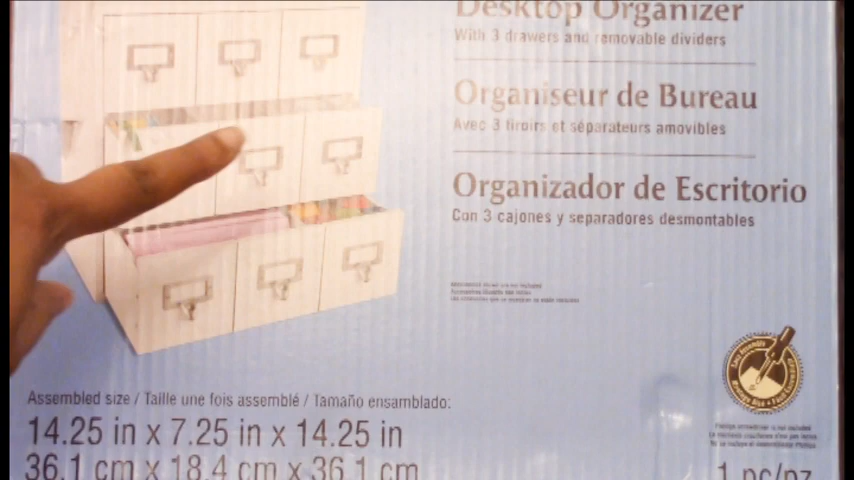 Desktop Organizer
With 3 drawers and removable dividers
Organiseur de Bureau
Avec 3 tiroirs et séparateurs amovibles
Organizador de Escritorio
Con 3 cajones y separadores desmontables
Assembled size / Taille une fois assemblé / Tamaño ensamblado:
14.25 in x 7.25 in x 14.25 in
36.1 cm x 18.4 cm x 36.1 cm
1 pc/pz